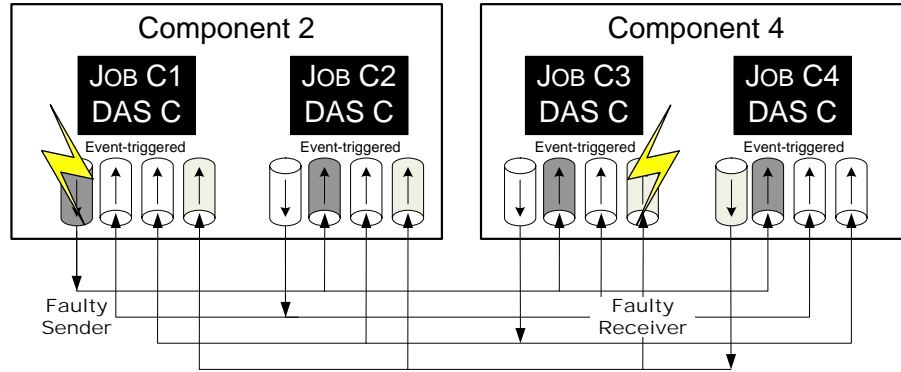 Component 2
Component 4
JOB C1
DAS C
JOB C2
DAS C
JOB C3
DAS C
JOB C4
DAS C
Event-triggered
Event-triggered
Event-triggered
Event-triggered
Faulty
Sender
Faulty
Receiver